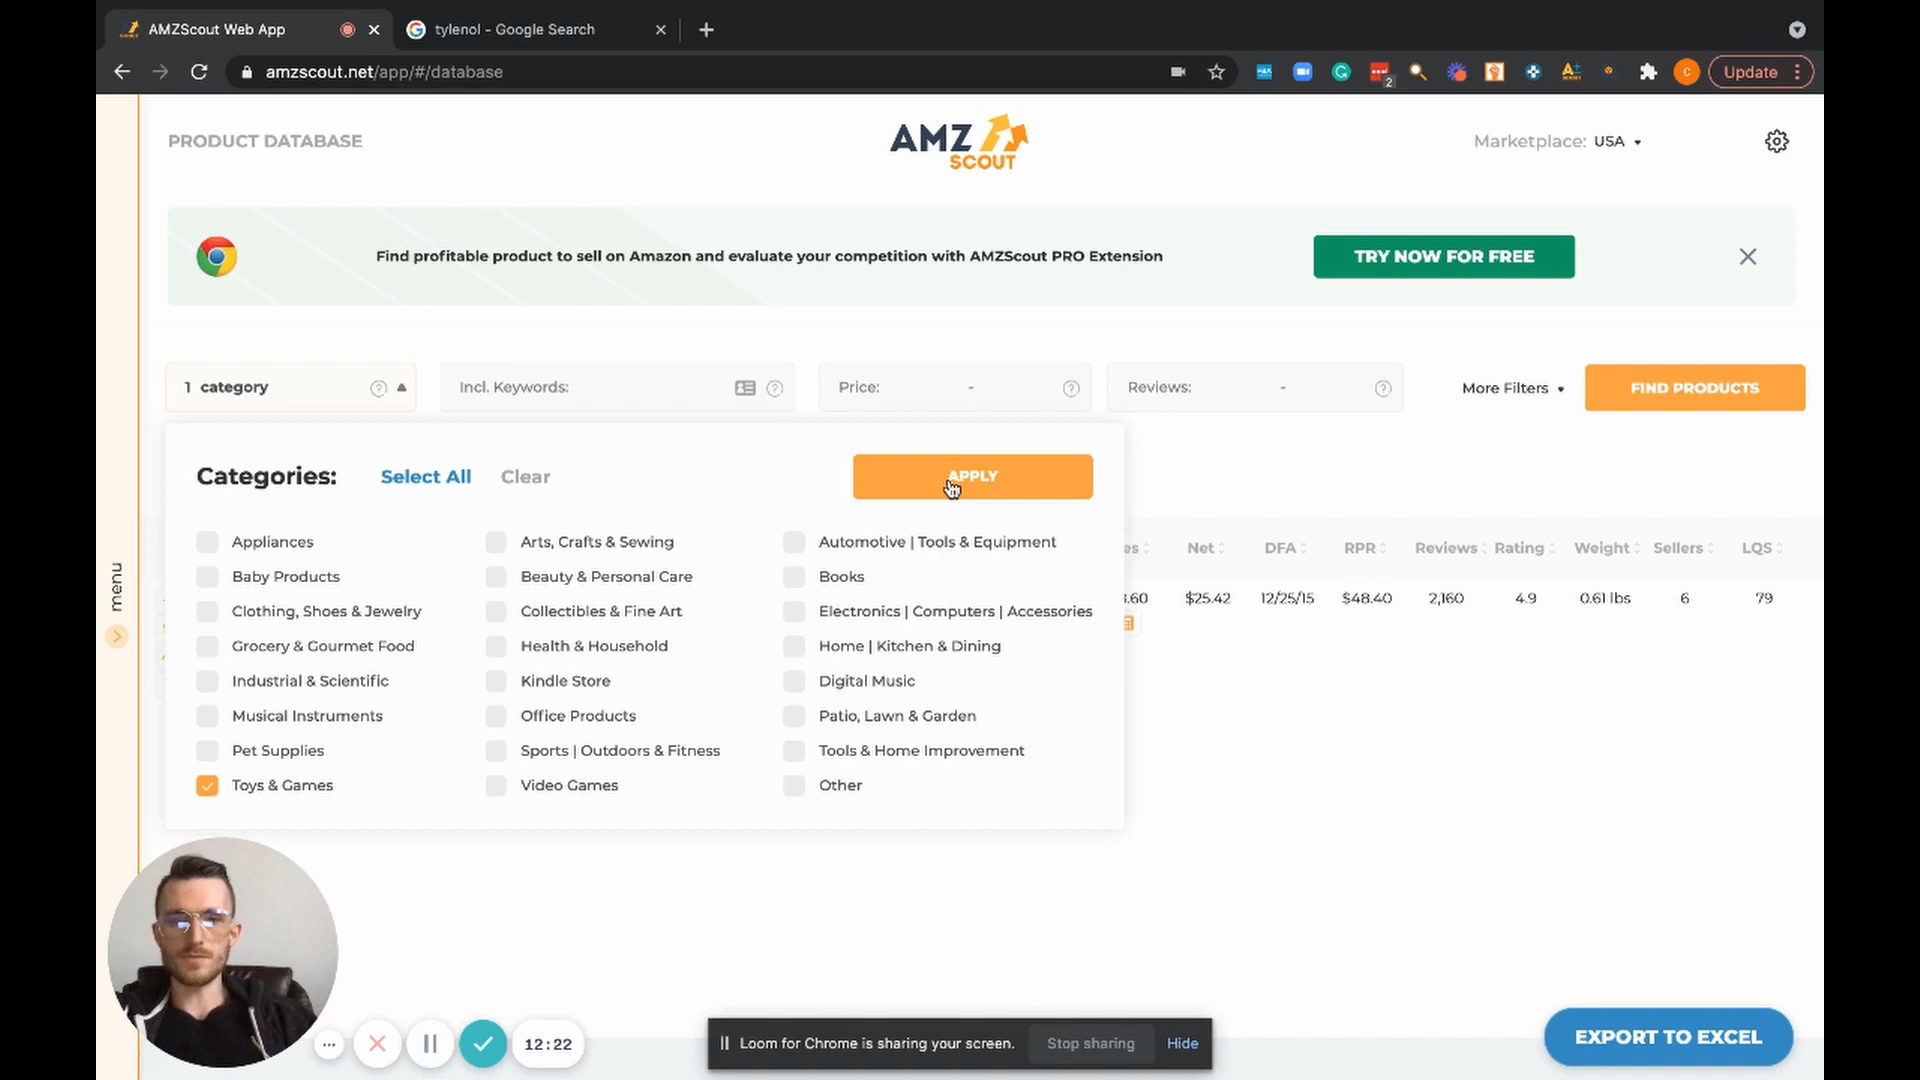 AMZScout Web App
tylenol - Google Search
amzscout.net/app/#/database
2
C
Update
PRODUCT DATABASE
AMZ
SCOUT
Marketplace: USA
Find profitable product to sell on Amazon and evaluate your competition with AMZScout PRO Extension
TRY NOW FOR FREE
1 category
Incl. Keywords:
Price: -
Reviews: -
More Filters
FIND PRODUCTS
Categories: Select All Clear
APPLY
Appliances
Arts, Crafts & Sewing
Automotive | Tools & Equipment
Baby Products
Beauty & Personal Care
Books
Clothing, Shoes & Jewelry
Collectibles & Fine Art
Electronics | Computers | Accessories
Grocery & Gourmet Food
Health & Household
Home | Kitchen & Dining
Industrial & Scientific
Kindle Store
Digital Music
Musical Instruments
Office Products
Patio, Lawn & Garden
Pet Supplies
Sports | Outdoors & Fitness
Tools & Home Improvement
Toys & Games
Video Games
Other
es Net DFA RPR Reviews Rating Weight Sellers LQS
.60 $25.42 12/25/15 $48.40 2,160 4.9 0.61 lbs 6 79
menu
12:22
Loom for Chrome is sharing your screen.
Stop sharing
Hide
EXPORT TO EXCEL